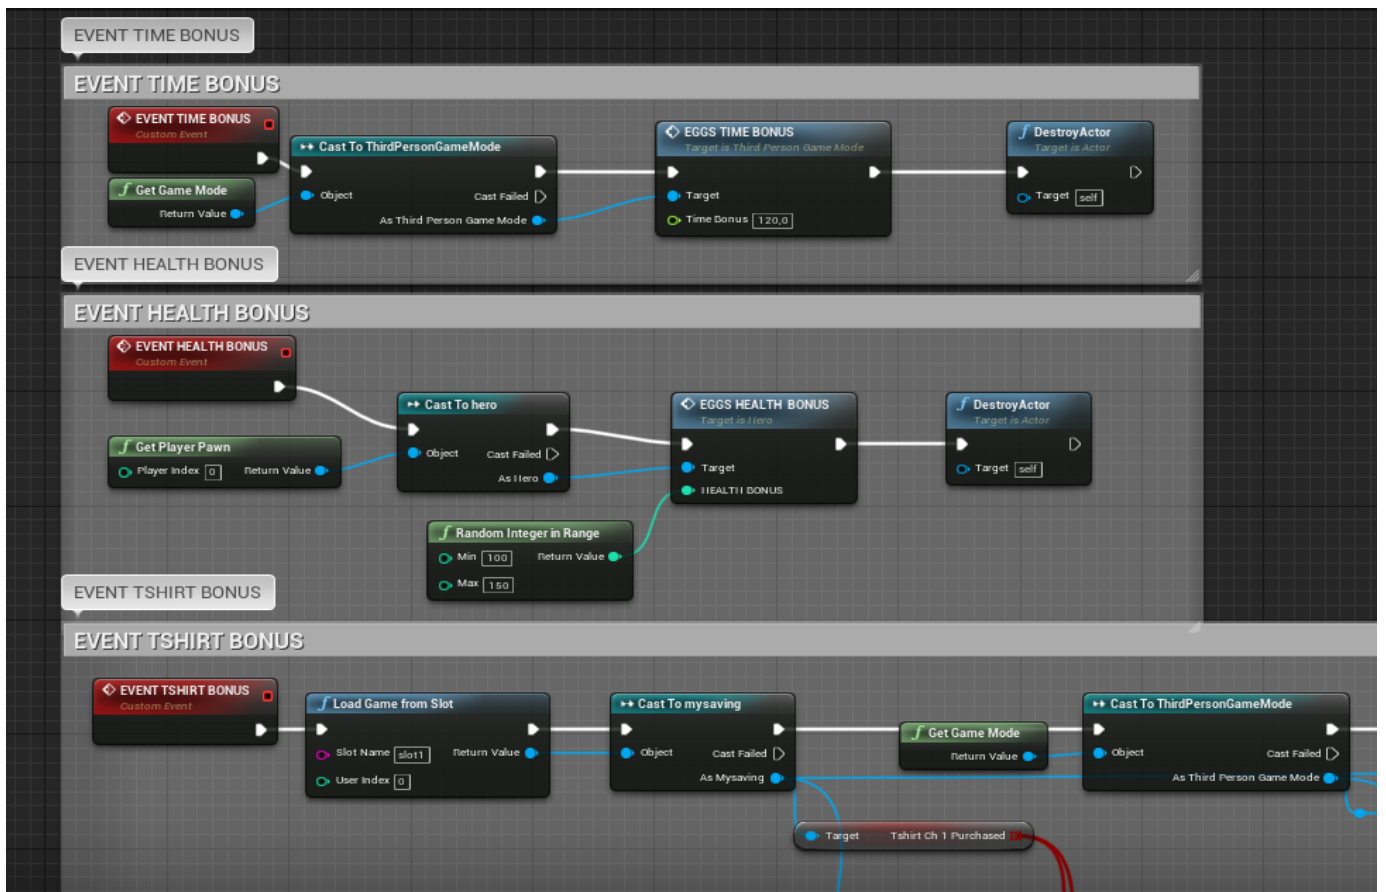 EVENT TIME BONUS
EVENT TIME BONUS
EVENT TIME BONUS
Custom Event
Get Game Mode
Return Value
Cast To ThirdPersonGameMode
Object
Cast Failed
As Third Person Game Mode
EGGS TIME BONUS
Target is Third Person Game Mode
Target
Time Bonus 120,0
DestroyActor
Target is Actor
Target self
EVENT HEALTH BONUS
EVENT HEALTH BONUS
EVENT HEALTH BONUS
Custom Event
Get Player Pawn
Player Index 0 Return Value
Cast To hero
Object Cast Failed
As Hero
Random Integer in Range
Min 100 Return Value
Max 150
EGGS HEALTH BONUS
Target is Hero
Target
HEALTH BONUS
DestroyActor
Target is Actor
Target self
EVENT TSHIRT BONUS
EVENT TSHIRT BONUS
EVENT TSHIRT BONUS
Custom Event
Load Game from Slot
Slot Name slot1 Return Value
User Index 0
Cast To mysaving
Object Cast Failed
As Mysaving
Target Tshirt Ch 1 Purchased
Get Game Mode
Return Value
Cast To ThirdPersonGameMode
Object Cast Failed
As Third Person Game Mode